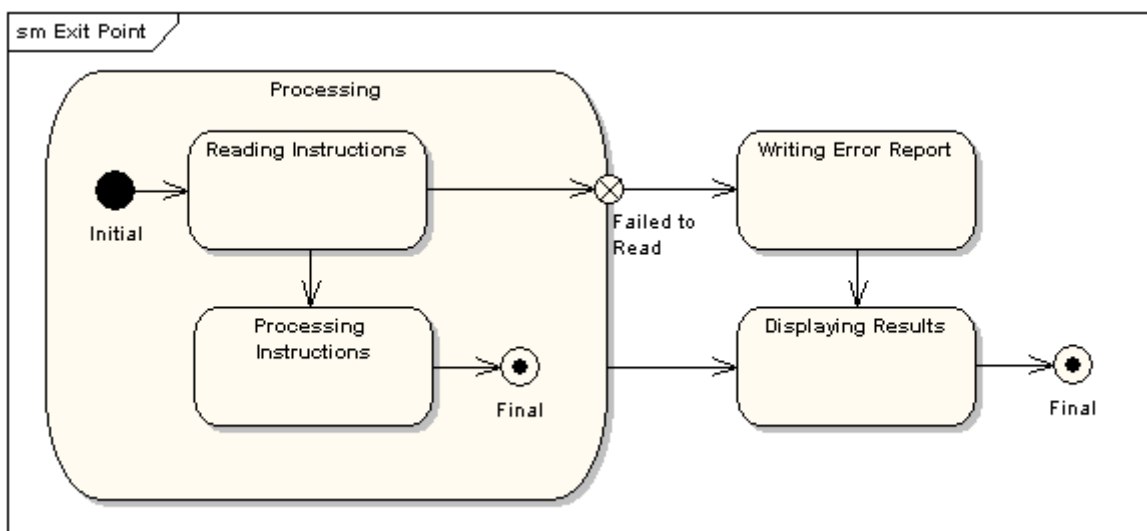 sm Exit Point
Processing
Reading Instructions
Writing Error Report
Initial
Failed to
Read
Processing
Instructions
Displaying Results
Final
Final